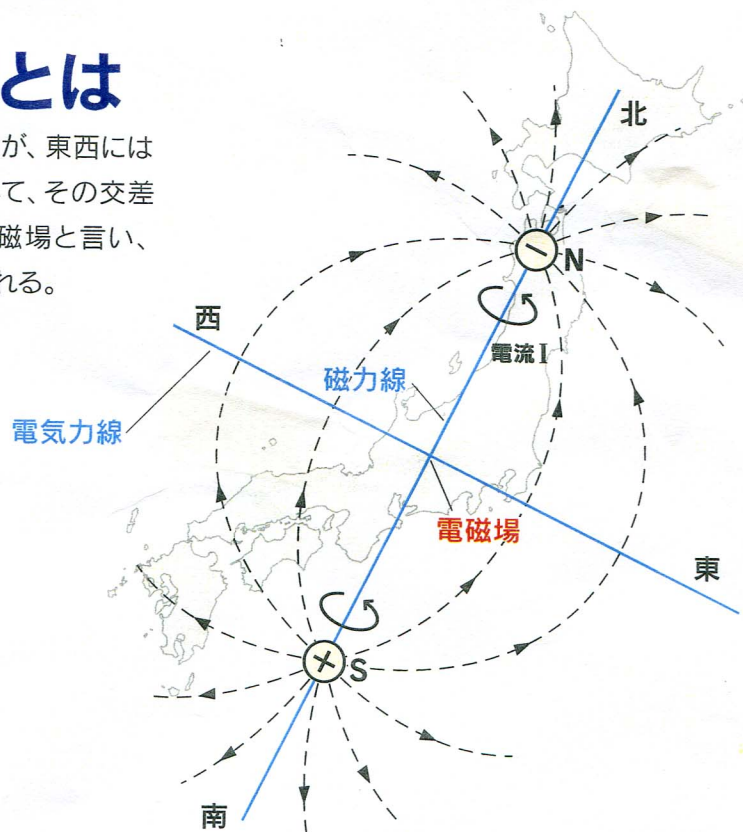 とは
が、東西には
て、その交差
磁場と言い、
れる。
北
N
西
電流I
磁力線
電気力線
電磁場
東
S
南